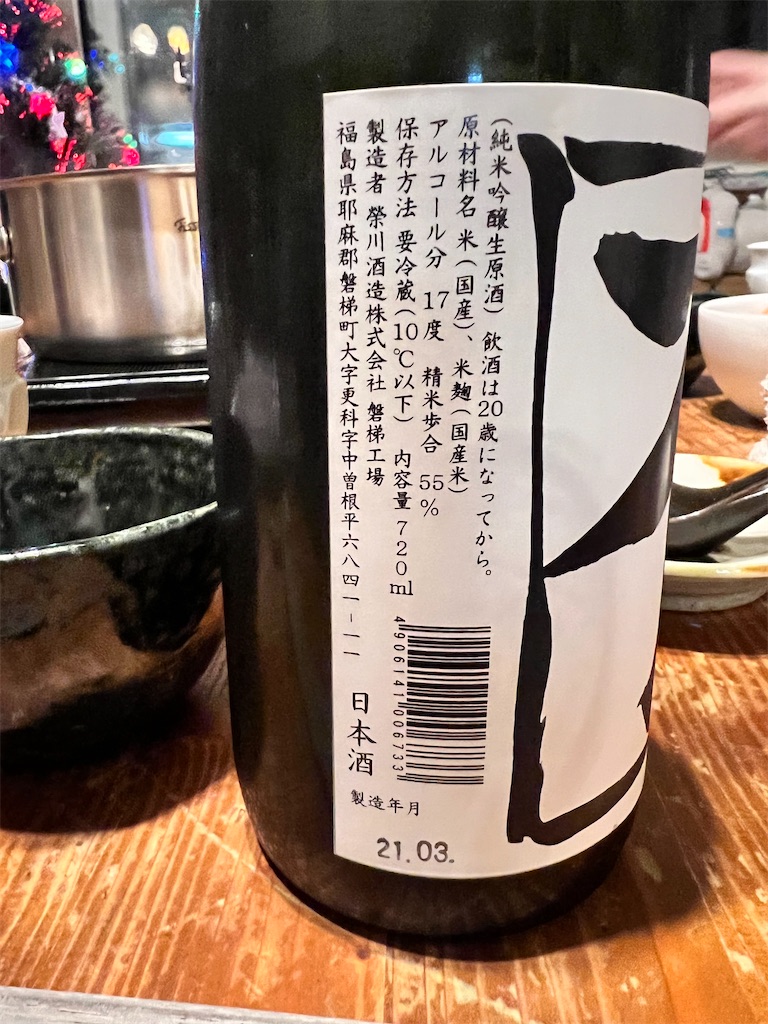 （純米吟醸生原酒）飲酒は20歳になってから。
原材料名 米（国産）、米麹（国産米）
アルコール分 17度 精米歩合 55%
保存方法 要冷蔵（10℃以下） 内容量 720ml
製造者 榮川酒造株式会社 磐梯工場
福島県耶麻郡磐梯町大字更科字中曽根平六八四一－一一
4906141006733
日本酒
製造年月
21.03.